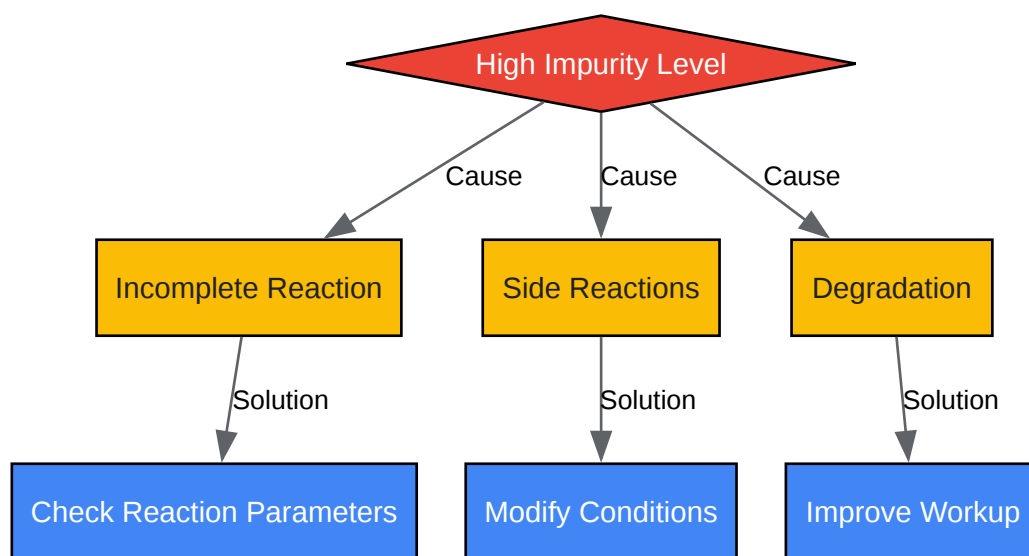 High Impurity Level
Cause
Cause
Cause
Incomplete Reaction
Side Reactions
Degradation
Solution
Solution
Solution
Check Reaction Parameters
Modify Conditions
Improve Workup